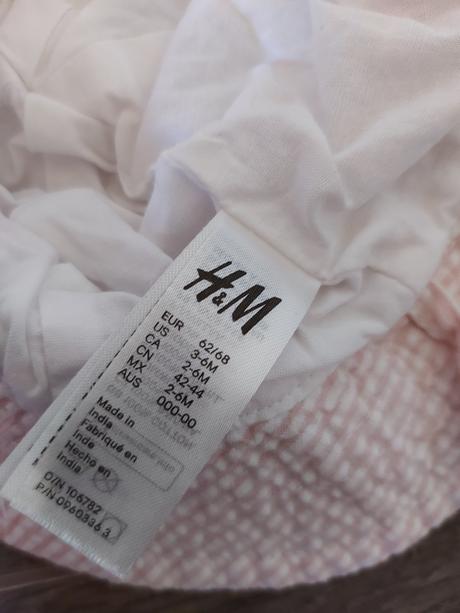 H&M
EUR 62/68
US 3-6M
CA 2-6M
CN 42-44
MX 2-6M
AUS 000-00
Made in
India
Fabriqué en
Inde
Hecho en
India
D/N 106782
P/N 0960336 3